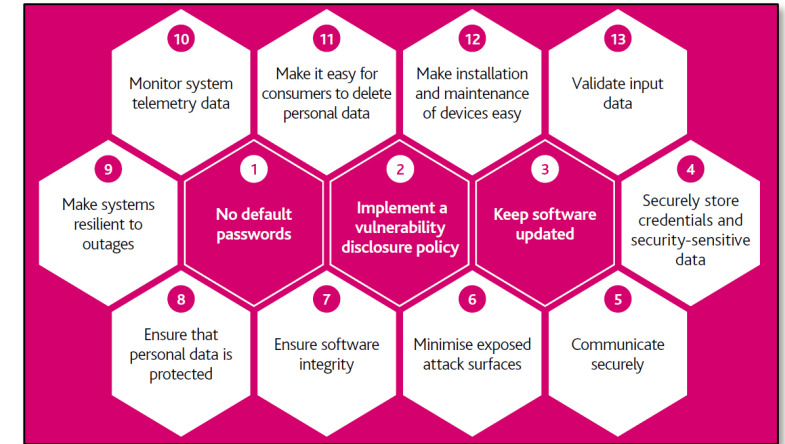 10
Monitor system
telemetry data
11
Make it easy for
consumers to delete
personal data
12
Make installation
and maintenance
of devices easy
13
Validate input
data
9
Make systems
resilient to
outages
1
No default
passwords
2
Implement a
vulnerability
disclosure policy
3
Keep software
updated
4
Securely store
credentials and
security-sensitive
data
8
Ensure that
personal data is
protected
7
Ensure software
integrity
6
Minimise exposed
attack surfaces
5
Communicate
securely